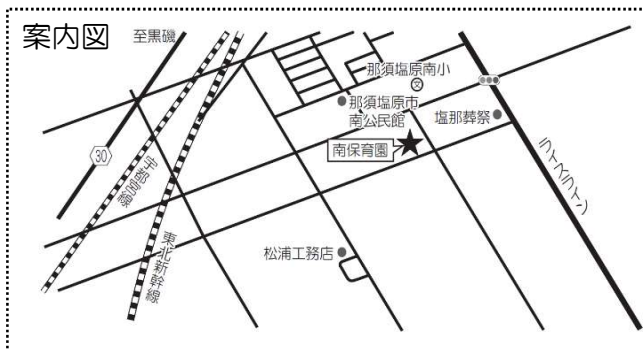 案内図
至黒磯
那須塩原南小
文
那須塩原市
南公民館
塩那葬祭
南保育園
30
宇都宮線
ライスライン
東北新幹線
松浦工務店